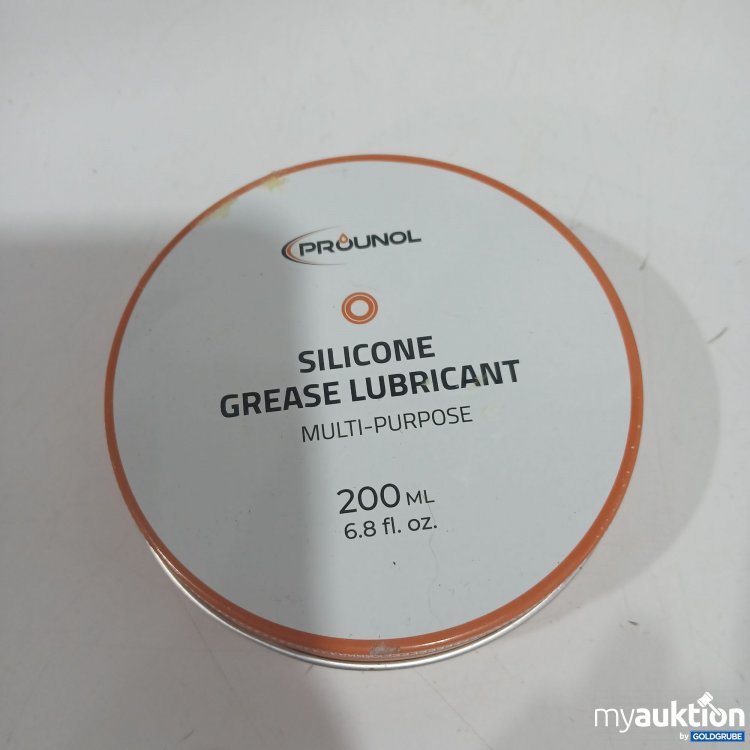 PROUNOL
SILICONE
GREASE LUBRICANT
MULTI-PURPOSE
200 ML
6.8 fl. oz.
myauktion
by GOLDGRUBE